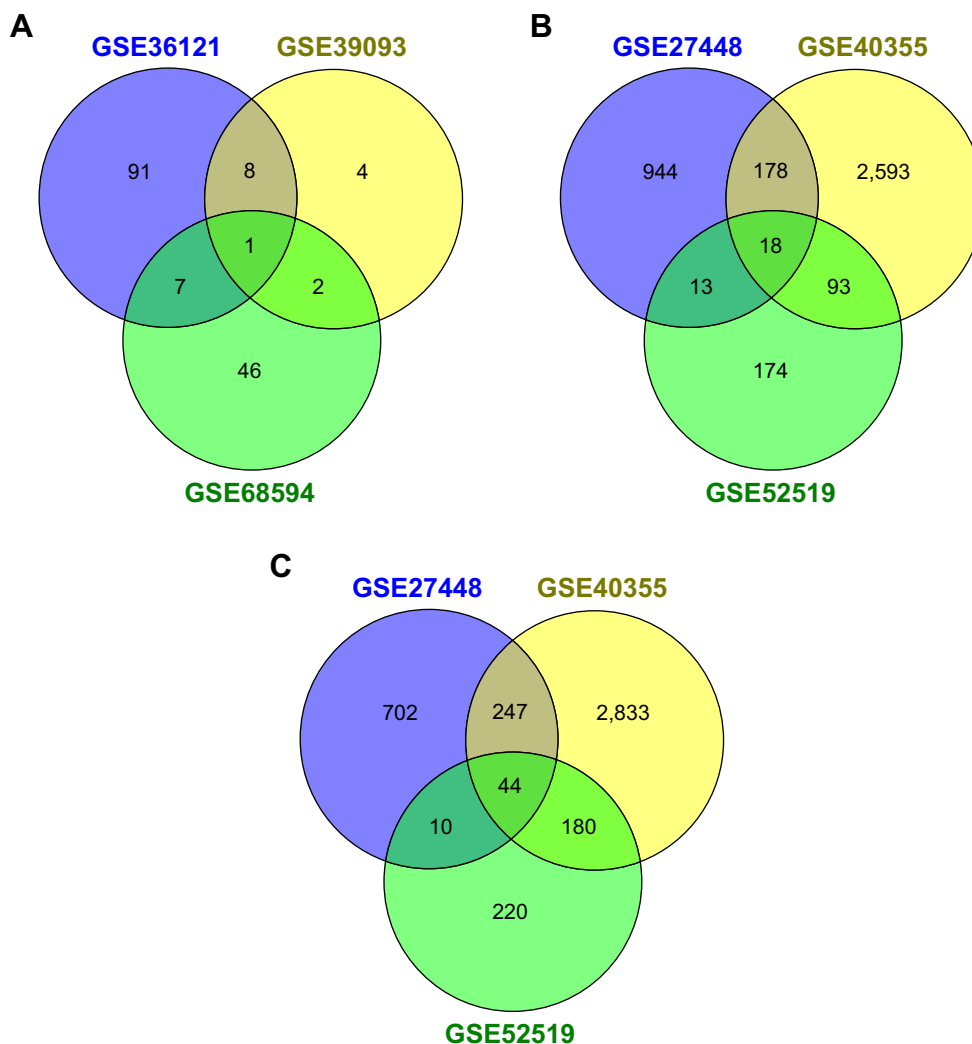 A
GSE36121 GSE39093
91 8 4
1
7 2
46
GSE68594
B
GSE27448 GSE40355
944 178 2,593
18
13 93
174
GSE52519
C
GSE27448 GSE40355
702 247 2,833
44
10 180
220
GSE52519